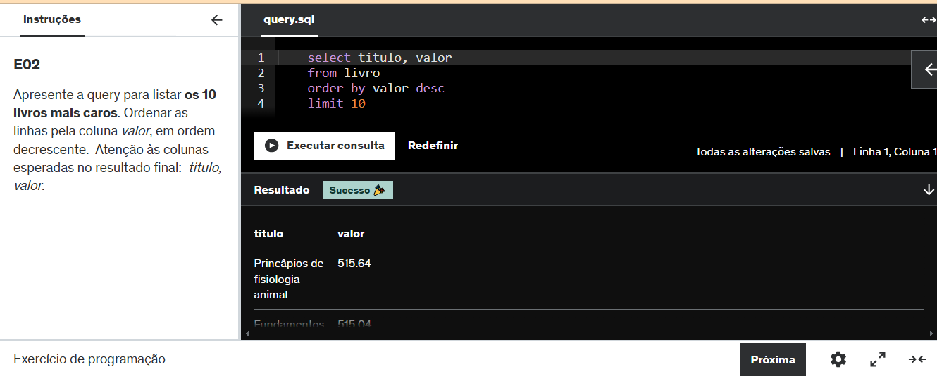 Instruções
query.sql
E02
Apresente a query para listar os 10
livros mais caros. Ordenar as
linhas pela coluna valor, em ordem
decrescente. Atenção às colunas
esperadas no resultado final: titulo,
valor.
1 select titulo, valor
2 from livro
3 order by valor desc
4 limit 10
Executar consulta Redefinir
Todas as alterações salvas | Linha 1, Coluna 1
Resultado Sucesso
titulo valor
Princípios de 515.64
fisiologia
animal
Fundamentos 515.04
Exercício de programação
Próxima